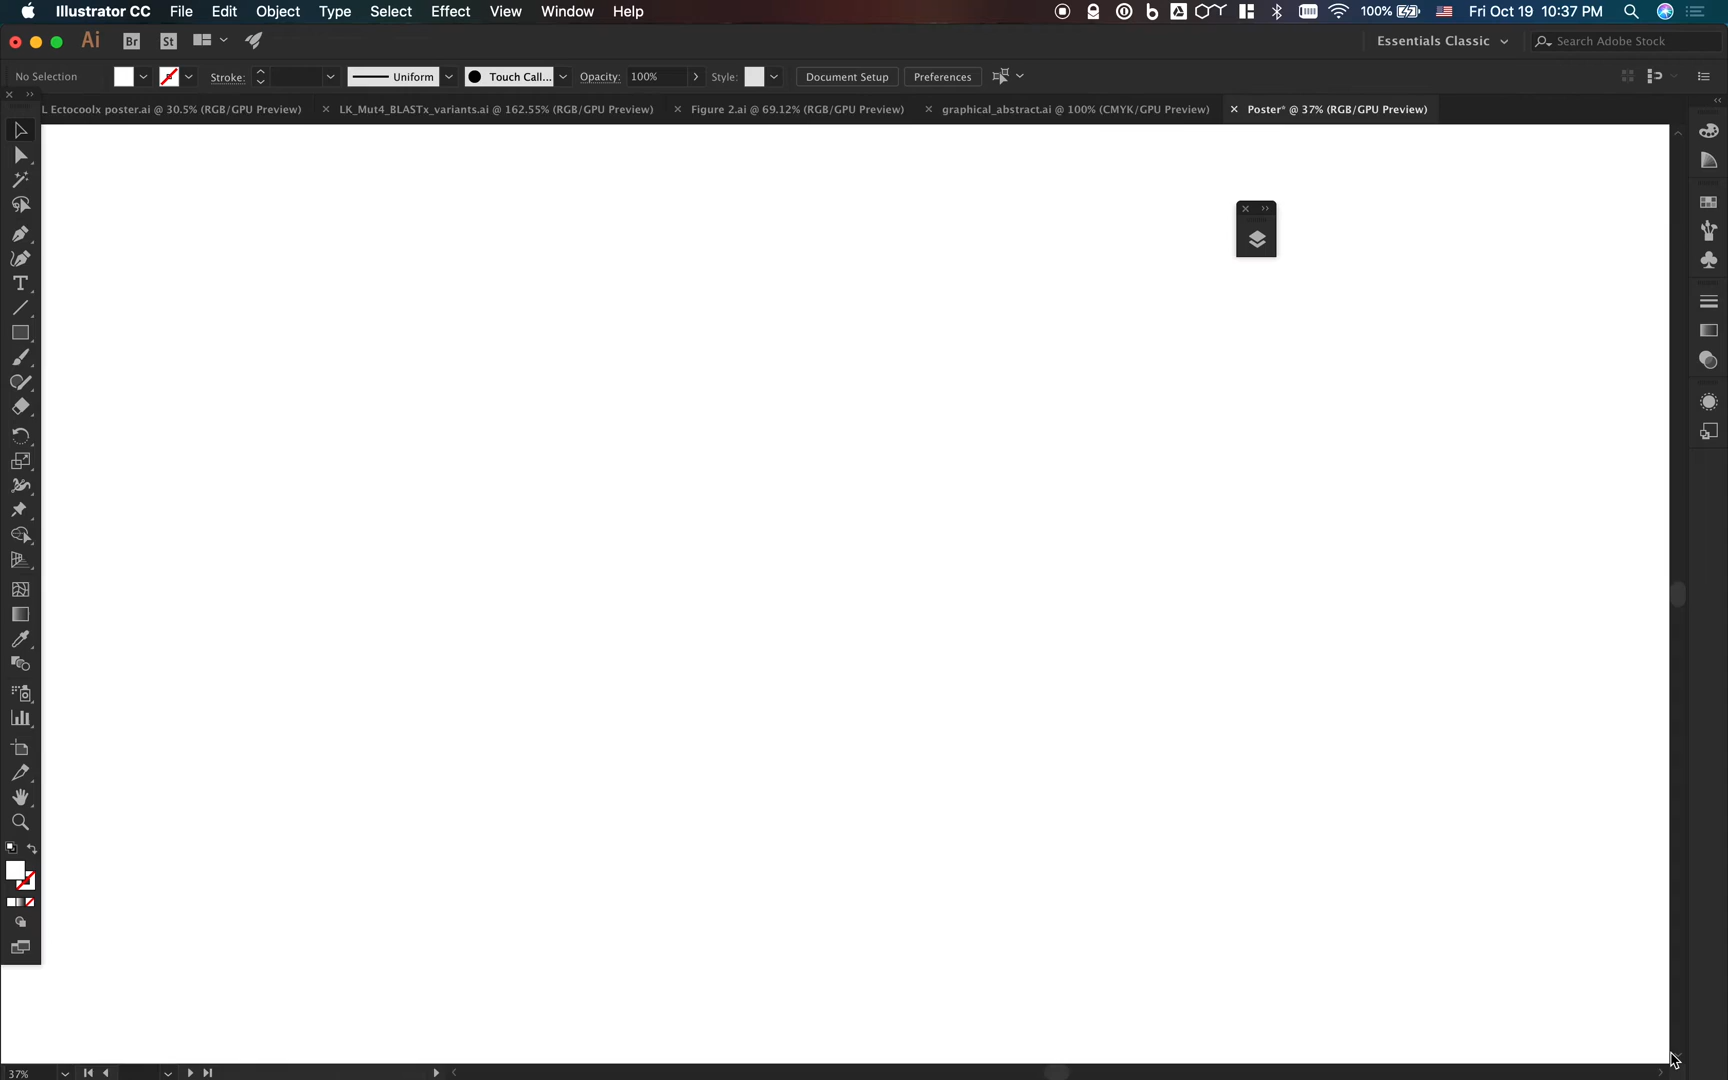 Illustrator CC File Edit Object Type Select Effect View Window Help 100% Fri Oct 19 10:37 PM
Ai Br St Essentials Classic Search Adobe Stock
No Selection Stroke: Uniform Touch Call... Opacity: 100% Style: Document Setup Preferences
L Ectocoolx poster.ai @ 30.5% (RGB/GPU Preview) LK_Mut4_BLASTx_variants.ai @ 162.55% (RGB/GPU Preview) Figure 2.ai @ 69.12% (RGB/GPU Preview) graphical_abstract.ai @ 100% (CMYK/GPU Preview) Poster* @ 37% (RGB/GPU Preview)
37%